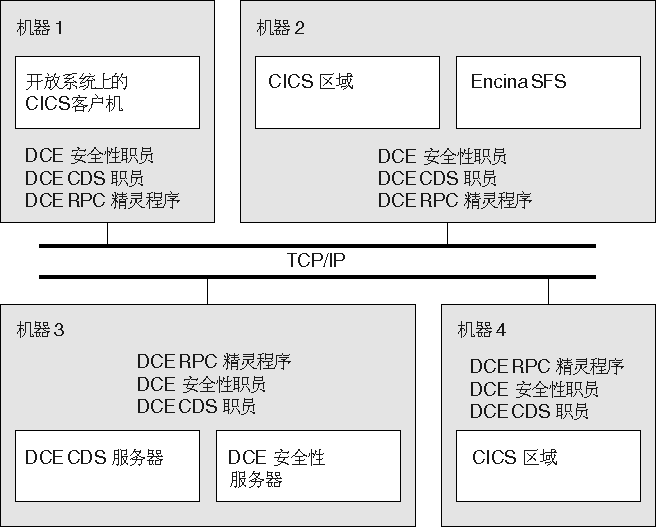 机器 1
开放系统上的
CICS客户机
DCE 安全性职员
DCE CDS 职员
DCE RPC 精灵程序
机器 2
CICS 区域
Encina SFS
DCE 安全性职员
DCE CDS 职员
DCE RPC 精灵程序
TCP/IP
机器 3
DCE RPC 精灵程序
DCE 安全性职员
DCE CDS 职员
DCE CDS 服务器
DCE 安全性
服务器
机器 4
DCE RPC 精灵程序
DCE 安全性职员
DCE CDS 职员
CICS 区域